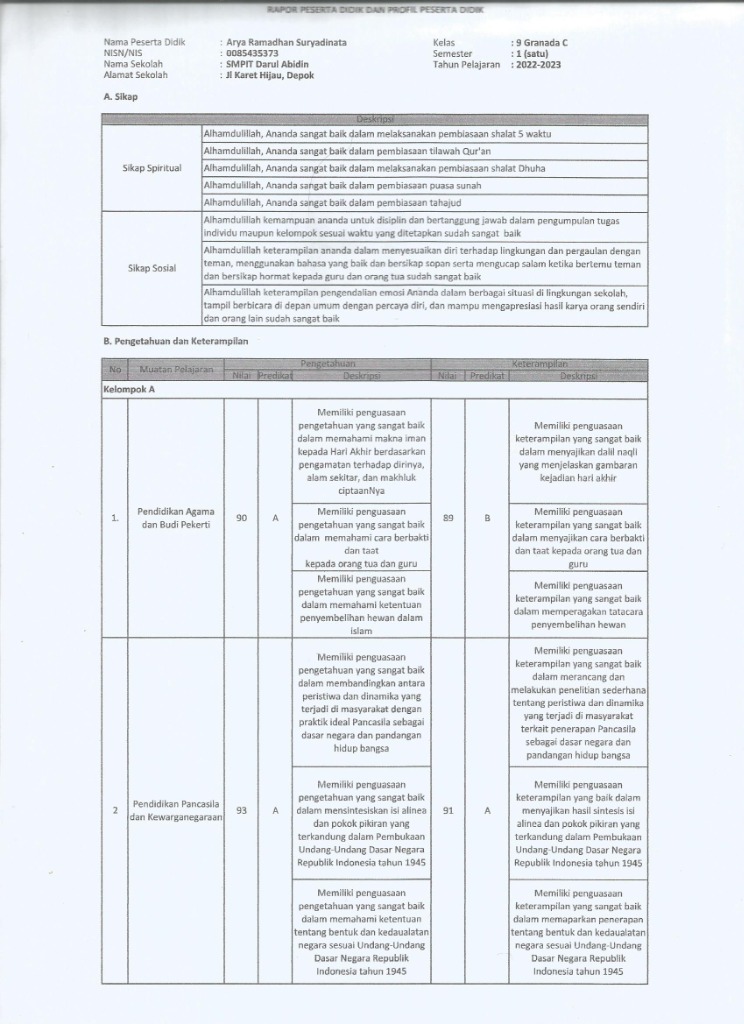 RAPOR PESERTA DIDIK DAN PROFIL PESERTA DIDIK
Nama Peserta Didik : Arya Ramadhan Suryadinata
NISN/NIS : 0085435373
Nama Sekolah : SMPIT Darul Abidin
Alamat Sekolah : Jl Karet Hijau, Depok
Kelas : 9 Granada C
Semester : 1 (satu)
Tahun Pelajaran : 2022-2023
A. Sikap
Deskripsi
Sikap Spiritual
Alhamdulillah, Ananda sangat baik dalam melaksanakan pembiasaan shalat 5 waktu
Alhamdulillah, Ananda sangat baik dalam pembiasaan tilawah Qur'an
Alhamdulillah, Ananda sangat baik dalam melaksanakan pembiasaan shalat Dhuha
Alhamdulillah, Ananda sangat baik dalam pembiasaan puasa sunah
Alhamdulillah, Ananda sangat baik dalam pembiasaan tahajud
Sikap Sosial
Alhamdulillah kemampuan ananda untuk disiplin dan bertanggung jawab dalam pengumpulan tugas
individu maupun kelompok sesuai waktu yang ditetapkan sudah sangat baik
Alhamdulillah keterampilan ananda dalam menyesuaikan diri terhadap lingkungan dan pergaulan dengan
teman, menggunakan bahasa yang baik dan bersikap sopan serta mengucap salam ketika bertemu teman
dan bersikap hormat kepada guru dan orang tua sudah sangat baik
Alhamdulillah keterampilan pengendalian emosi Ananda dalam berbagai situasi di lingkungan sekolah,
tampil berbicara di depan umum dengan percaya diri, dan mampu mengapresiasi hasil karya orang sendiri
dan orang lain sudah sangat baik
B. Pengetahuan dan Keterampilan
No
Muatan Pelajaran
Pengetahuan
Keterampilan
Nilai Predikat Deskripsi
Nilai Predikat Deskripsi
Kelompok A
1.
Pendidikan Agama
dan Budi Pekerti
90
A
Memiliki penguasaan
pengetahuan yang sangat baik
dalam memahami makna iman
kepada Hari Akhir berdasarkan
pengamatan terhadap dirinya,
alam sekitar, dan makhluk
ciptaanNya
Memiliki penguasaan
pengetahuan yang sangat baik
dalam memahami cara berbakti
dan taat
kepada orang tua dan guru
Memiliki penguasaan
pengetahuan yang sangat baik
dalam memahami ketentuan
penyembelihan hewan dalam
islam
89
B
Memiliki penguasaan
keterampilan yang sangat baik
dalam menyajikan dalil naqli
yang menjelaskan gambaran
kejadian hari akhir
Memiliki penguasaan
keterampilan yang sangat baik
dalam menyajikan cara berbakti
dan taat kepada orang tua dan
guru
Memiliki penguasaan
keterampilan yang sangat baik
dalam memperagakan tatacara
penyembelihan hewan
2
Pendidikan Pancasila
dan Kewarganegaraan
93
A
Memiliki penguasaan
pengetahuan yang sangat baik
dalam membandingkan antara
peristiwa dan dinamika yang
terjadi di masyarakat dengan
praktik ideal Pancasila sebagai
dasar negara dan pandangan
hidup bangsa
Memiliki penguasaan
pengetahuan yang sangat baik
dalam mensintesiskan isi alinea
dan pokok pikiran yang
terkandung dalam Pembukaan
Undang-Undang Dasar Negara
Republik Indonesia tahun 1945
Memiliki penguasaan
pengetahuan yang sangat baik
dalam memahami ketentuan
tentang bentuk dan kedaualatan
negara sesuai Undang-Undang
Dasar Negara Republik
Indonesia tahun 1945
91
A
Memiliki penguasaan
keterampilan yang sangat baik
dalam merancang dan
melakukan penelitian sederhana
tentang peristiwa dan dinamika
yang terjadi di masyarakat
terkait penerapan Pancasila
sebagai dasar negara dan
pandangan hidup bangsa
Memiliki penguasaan
keterampilan yang baik dalam
menyajikan hasil sintesis isi
alinea dan pokok pikiran yang
terkandung dalam Pembukaan
Undang-Undang Dasar Negara
Republik Indonesia tahun 1945
Memiliki penguasaan
keterampilan yang sangat baik
dalam memaparkan penerapan
tentang bentuk dan kedaualatan
negara sesuai Undang-Undang
Dasar Negara Republik
Indonesia tahun 1945